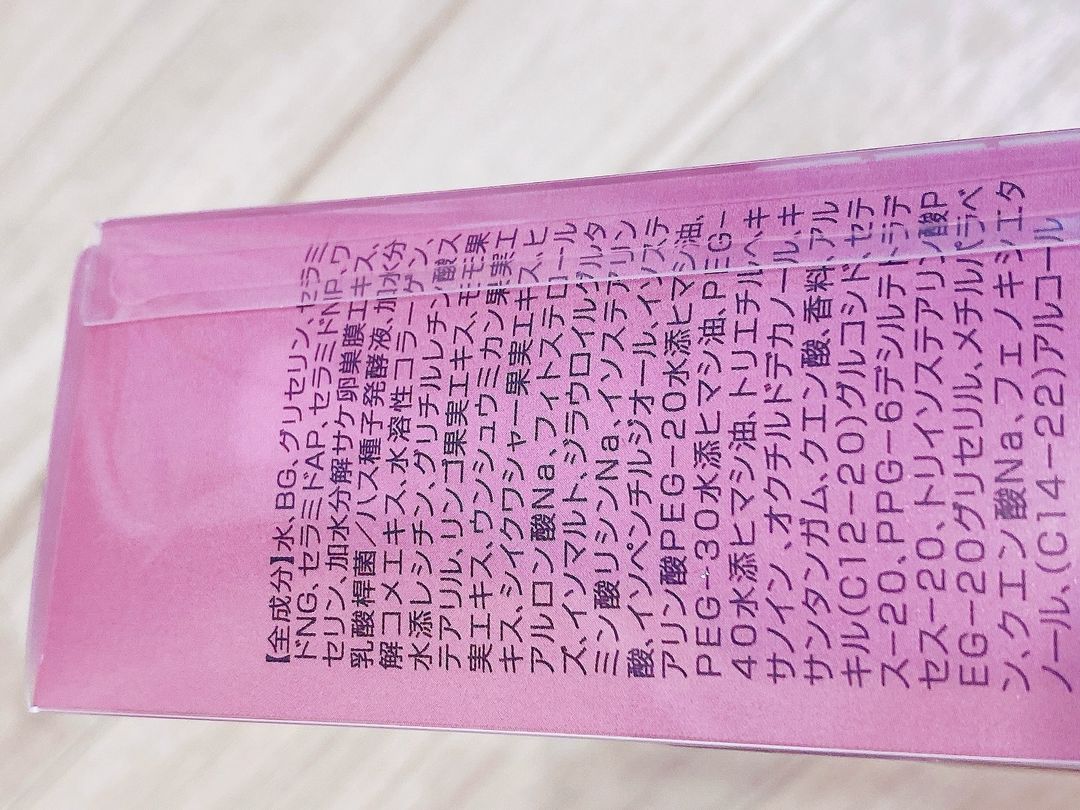 【全成分】水、BG、グリセリン、セラミ
ドNG、セラミドAP、セラミドNP、ワ
セリン、加水分解サケ卵巣膜エキス、
乳酸桿菌/ハス種子発酵液、加水分
解コメエキス、水溶性コラーゲン、
水添レシチン、グリチルレチン酸ス
テアリル、リンゴ果実エキス、モモ果
実エキス、ウンシュウミカン果実エ
キス、シイクワシャー果実エキス、ヒ
アルロン酸Na、フィトステロール
ズ、イソマルト、ジラウロイルグルタ
ミン酸リシンNa、イソステアリン
酸、イソペンチルジオール、イソステ
アリン酸PEG-20水添ヒマシ油、
PEG-30水添ヒマシ油、PEG-
40水添ヒマシ油、トリエチルヘキ
サノイン、オクチルドデカノール、キ
サンタンガム、クエン酸、香料、アル
キル(C12-20)グルコシド、セテ
ス-20、PPG-6デシルテトラデ
セス-20、トリイソステアリン酸P
EG-20グリセリル、メチルパラベ
ン、クエン酸Na、フェノキシエタ
ノール、(C14-22)アルコール